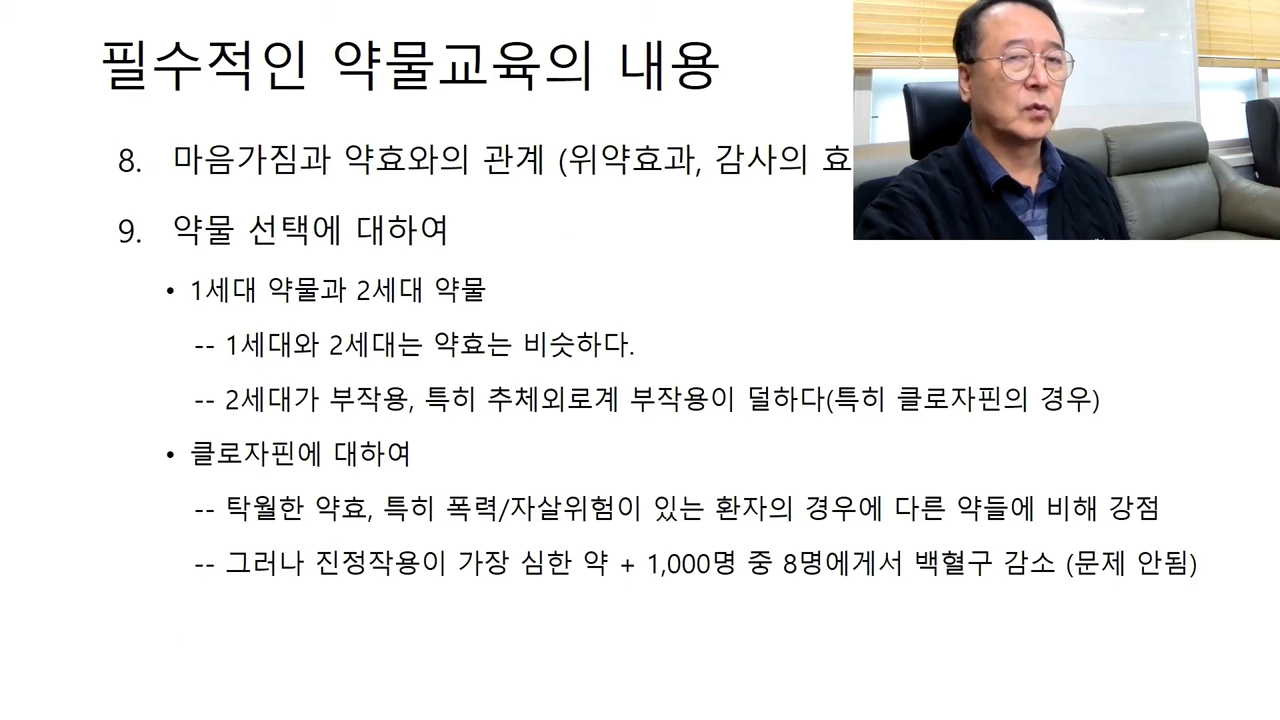 필수적인 약물교육의 내용
8. 마음가짐과 약효와의 관계 (위약효과, 감사의 효
9. 약물 선택에 대하여
• 1세대 약물과 2세대 약물
-- 1세대와 2세대는 약효는 비슷하다.
-- 2세대가 부작용, 특히 추체외로계 부작용이 덜하다(특히 클로자핀의 경우)
• 클로자핀에 대하여
-- 탁월한 약효, 특히 폭력/자살위험이 있는 환자의 경우에 다른 약들에 비해 강점
-- 그러나 진정작용이 가장 심한 약 + 1,000명 중 8명에게서 백혈구 감소 (문제 안됨)